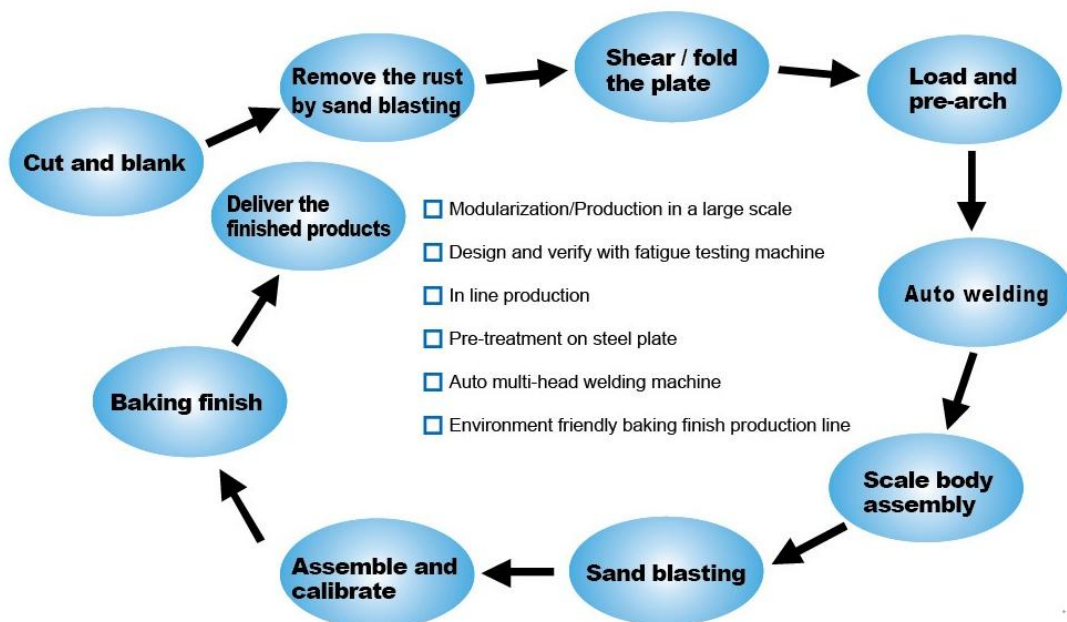 Cut and blank
Remove the rust
by sand blasting
Shear / fold
the plate
Load and
pre-arch
Auto welding
Scale body
assembly
Sand blasting
Assemble and
calibrate
Baking finish
Deliver the
finished products
Modularization/Production in a large scale
Design and verify with fatigue testing machine
In line production
Pre-treatment on steel plate
Auto multi-head welding machine
Environment friendly baking finish production line